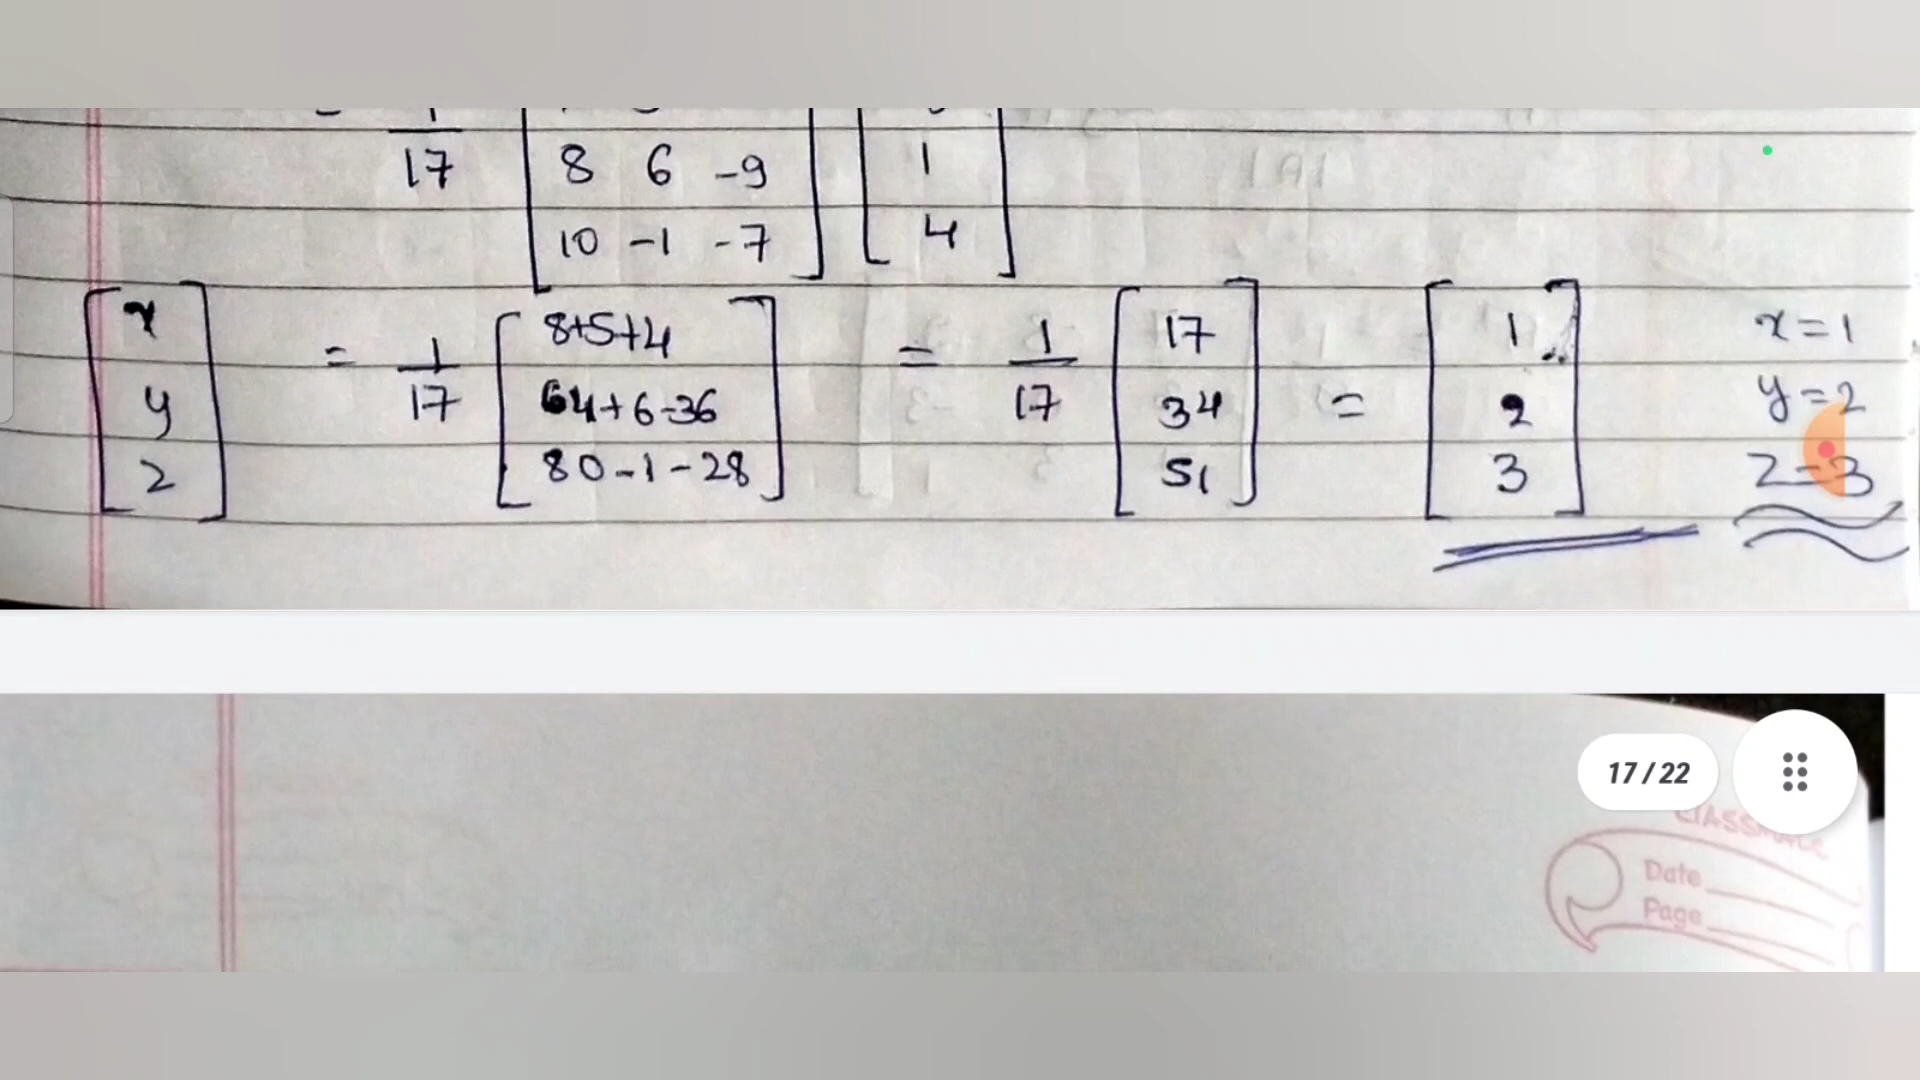 17 8 6 -9 1
10 -1 -7 4
x = 1 8+5+4 = 1 17 1 x=1
y 17 64+6-36 17 34 = 2 y=2
z 80-1-28 51 3 z=3
17 / 22
classmate
Date
Page